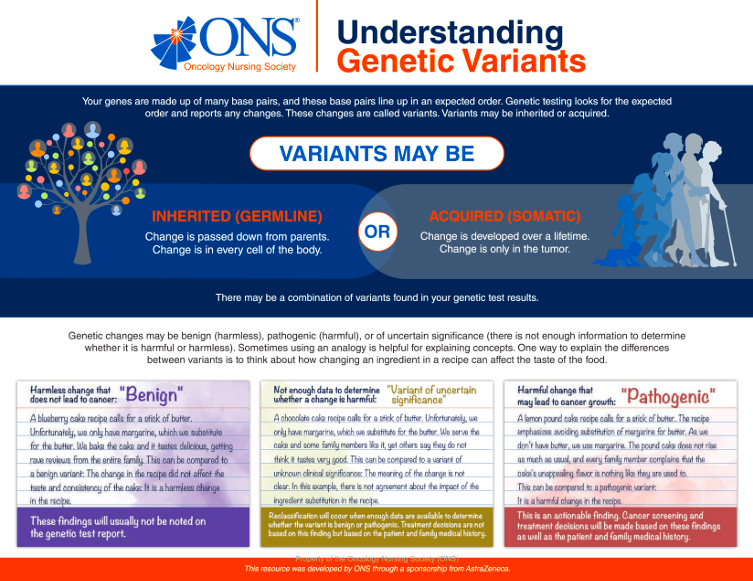 ONS®
Oncology Nursing Society
Understanding
Genetic Variants
Your genes are made up of many base pairs, and these base pairs line up in an expected order. Genetic testing looks for the expected
order and reports any changes. These changes are called variants. Variants may be inherited or acquired.
VARIANTS MAY BE
INHERITED (GERMLINE)
Change is passed down from parents.
Change is in every cell of the body.
OR
ACQUIRED (SOMATIC)
Change is developed over a lifetime.
Change is only in the tumor.
There may be a combination of variants found in your genetic test results.
Genetic changes may be benign (harmless), pathogenic (harmful), or of uncertain significance (there is not enough information to determine
whether it is harmful or harmless). Sometimes using an analogy is helpful for explaining concepts. One way to explain the differences
between variants is to think about how changing an ingredient in a recipe can affect the taste of the food.
Harmless change that
does not lead to cancer:
"Benign"
A blueberry cake recipe calls for a stick of butter.
Unfortunately, we only have margarine, which we substitute
for the butter. We bake the cake and it tastes delicious, getting
rave reviews from the entire family. This can be compared to
a benign variant: The change in the recipe did not affect the
taste and consistency of the cake: It is a harmless change
in the recipe.
These findings will usually not be noted on
the genetic test report.
Not enough data to determine
whether a change is harmful:
"Variant of uncertain
significance"
A chocolate cake recipe calls for a stick of butter. Unfortunately, we
only have margarine, which we substitute for the butter. We serve the
cake and some family members like it, yet others say they do not
think it tastes very good. This can be compared to a variant of
unknown clinical significance: The meaning of the change is not
clear. In this example, there is not agreement about the impact of the
ingredient substitution in the recipe.
Reclassification will occur when enough data are available to determine
whether the variant is benign or pathogenic. Treatment decisions are not
based on this finding but based on the patient and family medical history.
Harmful change that
may lead to cancer growth:
"Pathogenic"
A lemon pound cake recipe calls for a stick of butter. The recipe
emphasizes avoiding substitution of margarine for butter. As we
don't have butter, we use margarine. The pound cake does not rise
as much as usual, and every family member complains that the
cake's unappealing flavor is nothing like they are used to.
This can be compared to a pathogenic variant:
It is a harmful change in the recipe.
This is an actionable finding. Cancer screening and
treatment decisions will be made based on these findings
as well as the patient and family medical history.
Property of the Oncology Nursing Society (ONS)
This resource was developed by ONS through a sponsorship from AstraZeneca.